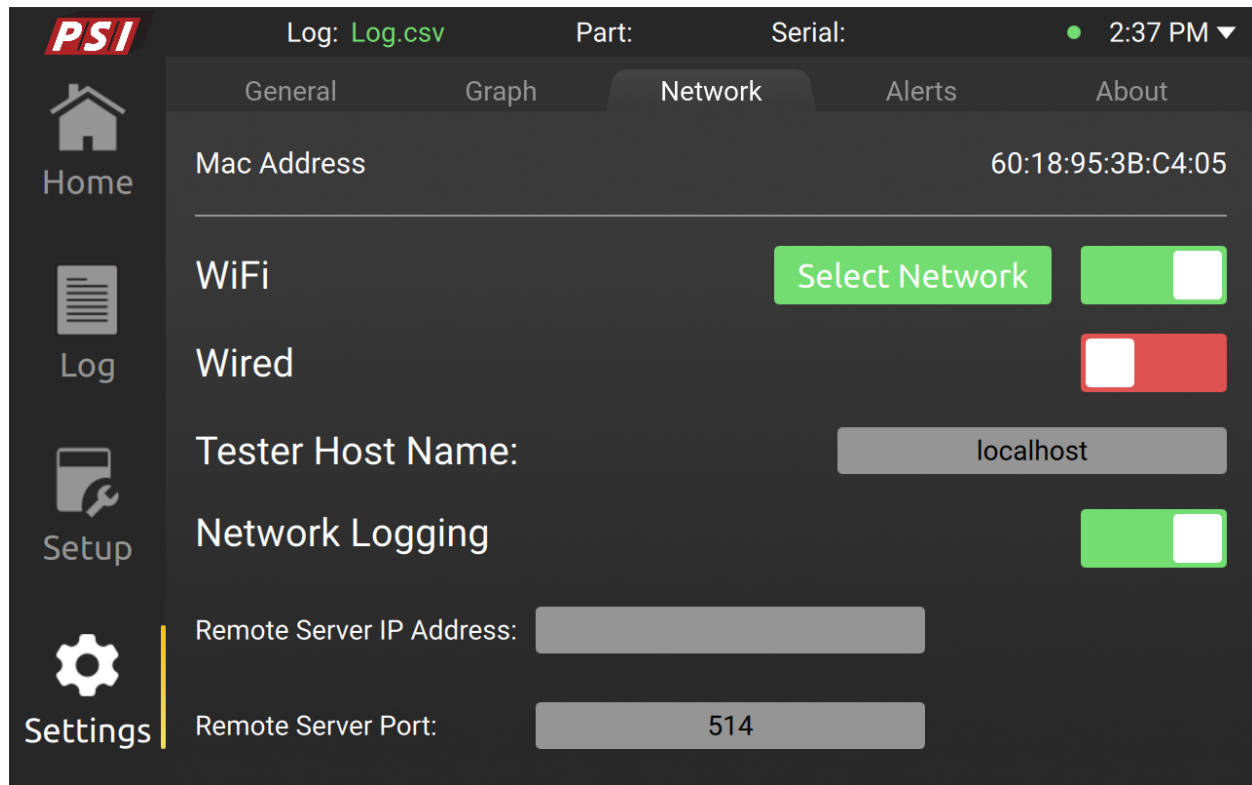 PSI Log: Log.csv Part: Serial: 2:37 PM
General Graph Network Alerts About
Home
Log
Setup
Settings
Mac Address 60:18:95:3B:C4:05
WiFi Select Network
Wired
Tester Host Name: localhost
Network Logging
Remote Server IP Address:
Remote Server Port: 514